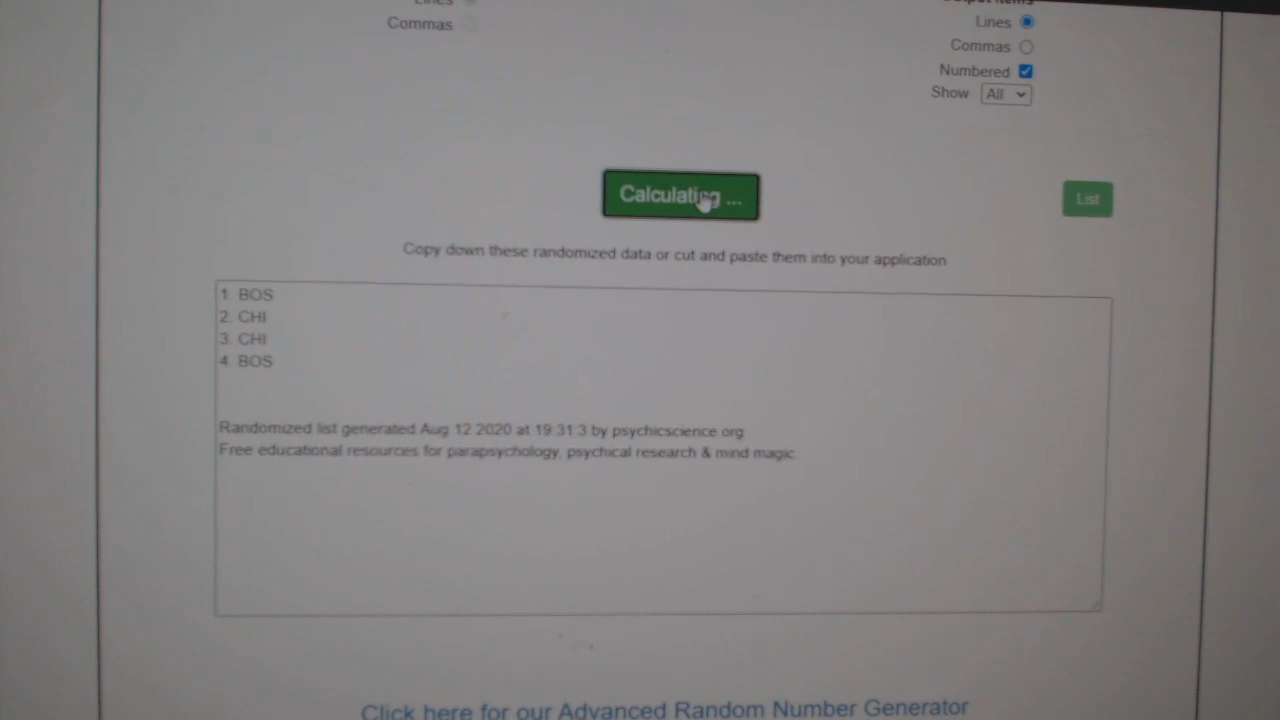 Lines
Commas
Output Items
Lines
Commas
Numbered
Show All
Calculating ...
List
Copy down these randomized data or cut and paste them into your application
1. BOS
2. CHI
3. CHI
4. BOS
Randomized list generated Aug 12 2020 at 19:31:3 by psychicscience.org
Free educational resources for parapsychology, psychical research & mind magic.
Click here for our Advanced Random Number Generator